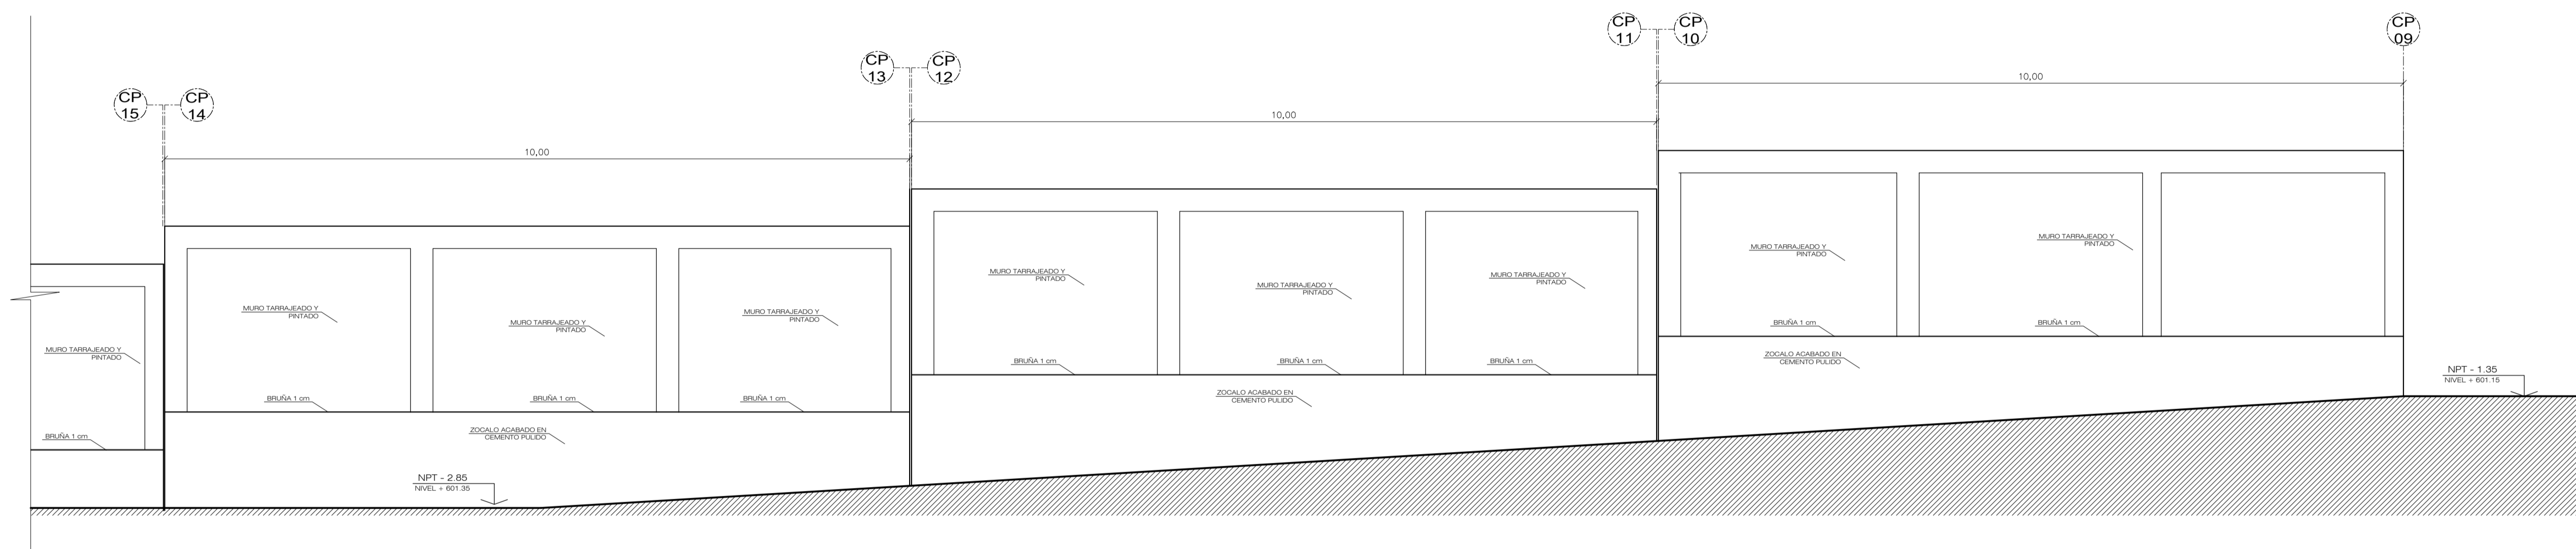 CP
11
CP
10
CP
09
CP
13
CP
12
10,00
CP
15
CP
14
10,00
10,00
MURO TARRAJEADO Y
PINTADO
BRUÑA 1 cm
MURO TARRAJEADO Y
PINTADO
MURO TARRAJEADO Y
PINTADO
MURO TARRAJEADO Y
PINTADO
BRUÑA 1 cm
BRUÑA 1 cm
BRUÑA 1 cm
ZOCALO ACABADO EN
CEMENTO PULIDO
NPT - 2.85
NIVEL + 601.35
MURO TARRAJEADO Y
PINTADO
MURO TARRAJEADO Y
PINTADO
MURO TARRAJEADO Y
PINTADO
BRUÑA 1 cm
BRUÑA 1 cm
BRUÑA 1 cm
ZOCALO ACABADO EN
CEMENTO PULIDO
MURO TARRAJEADO Y
PINTADO
MURO TARRAJEADO Y
PINTADO
BRUÑA 1 cm
BRUÑA 1 cm
ZOCALO ACABADO EN
CEMENTO PULIDO
NPT - 1.35
NIVEL + 601.15